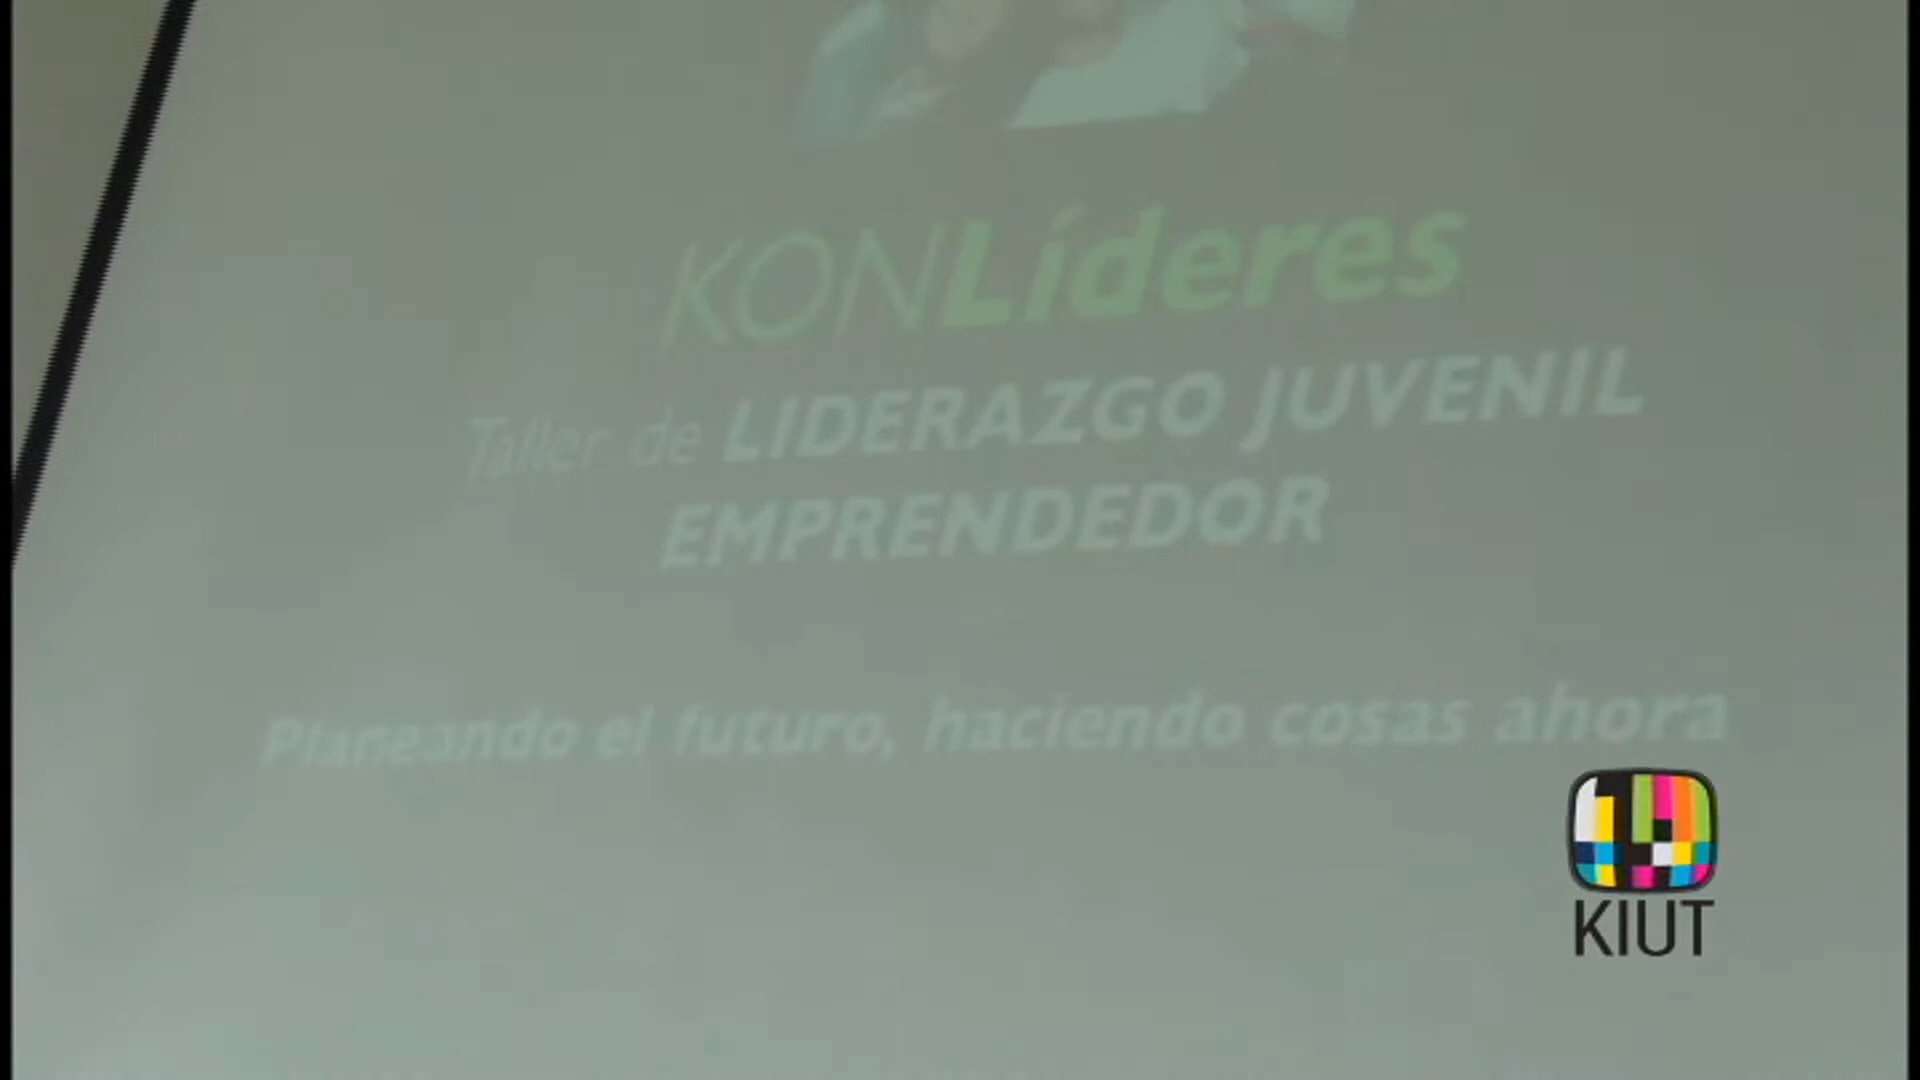 KONLíderes
Taller de LIDERAZGO JUVENIL
EMPRENDEDOR
Planeando el futuro, haciendo cosas ahora
KIUT